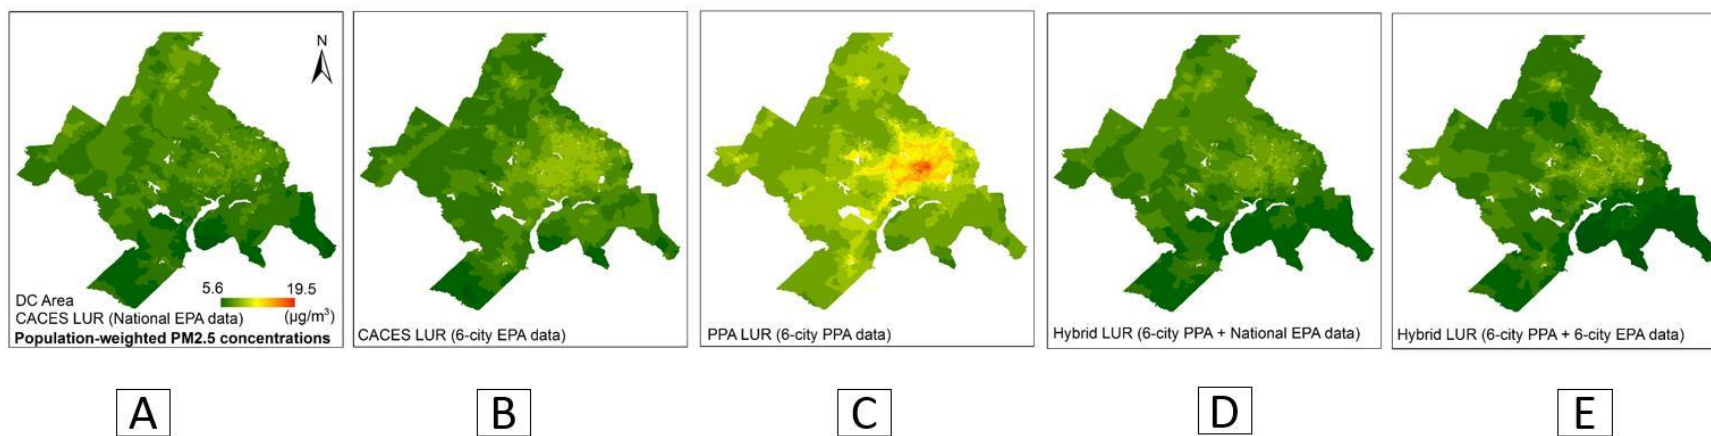 N
5.6 19.5
DC Area (µg/m³)
CACES LUR (National EPA data)
Population-weighted PM2.5 concentrations
CACES LUR (6-city EPA data)
PPA LUR (6-city PPA data)
Hybrid LUR (6-city PPA + National EPA data)
Hybrid LUR (6-city PPA + 6-city EPA data)
A
B
C
D
E